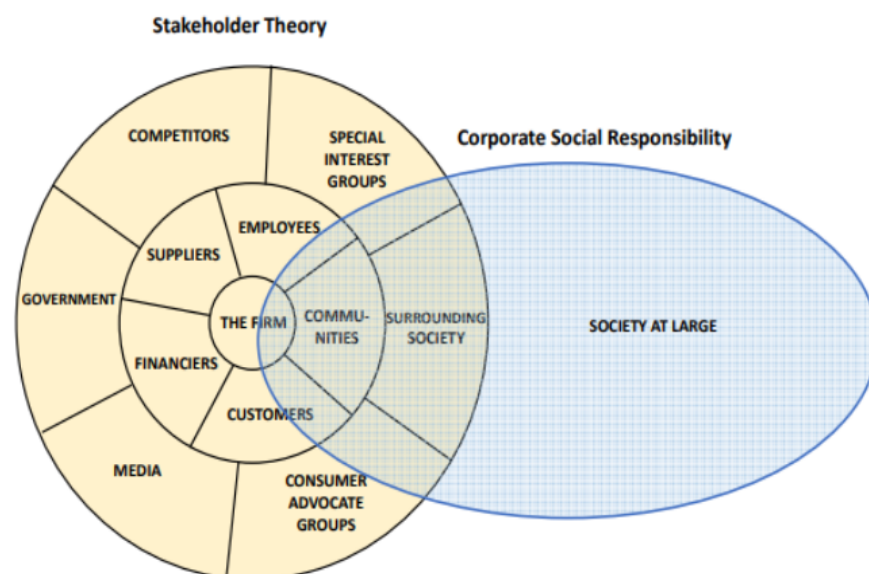 Stakeholder Theory
COMPETITORS
SPECIAL
INTEREST
GROUPS
Corporate Social Responsibility
EMPLOYEES
SUPPLIERS
GOVERNMENT
THE FIRM
COMMU-
NITIES
SURROUNDING
SOCIETY
SOCIETY AT LARGE
FINANCIERS
CUSTOMERS
MEDIA
CONSUMER
ADVOCATE
GROUPS